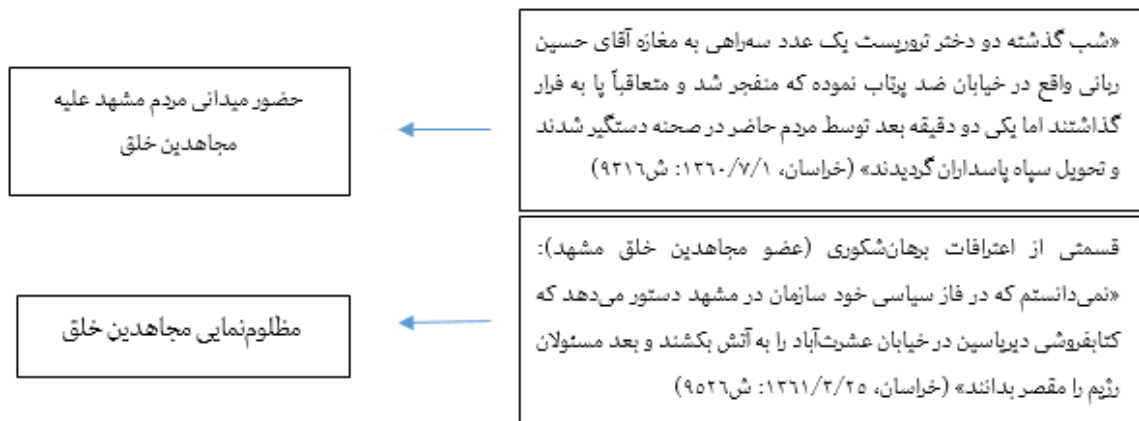 «شب گذشته دو دختر تروریست یک عدد سه‌راهی به مغازه آقای حسین
ربانی واقع در خیابان ضد پرتاب نموده که منفجر شد و متعاقباً پا به فرار
گذاشتند اما یکی دو دقیقه بعد توسط مردم حاضر در صحنه دستگیر شدند
و تحویل سپاه پاسداران گردیدند» (خراسان، ۱۳۶۰/۷/۱: ش۹۳۱۶)
حضور میدانی مردم مشهد علیه
مجاهدین خلق
قسمتی از اعترافات برهان‌شکوری (عضو مجاهدین خلق مشهد):
«نمی‌دانستم که در فاز سیاسی خود سازمان در مشهد دستور می‌دهد که
کتابفروشی دیریاسین در خیابان عشرت‌آباد را به آتش بکشند و بعد مسئولان
رژیم را مقصر بدانند» (خراسان، ۱۳۶۱/۳/۲۵: ش۹۵۲۶)
مظلوم‌نمایی مجاهدین خلق